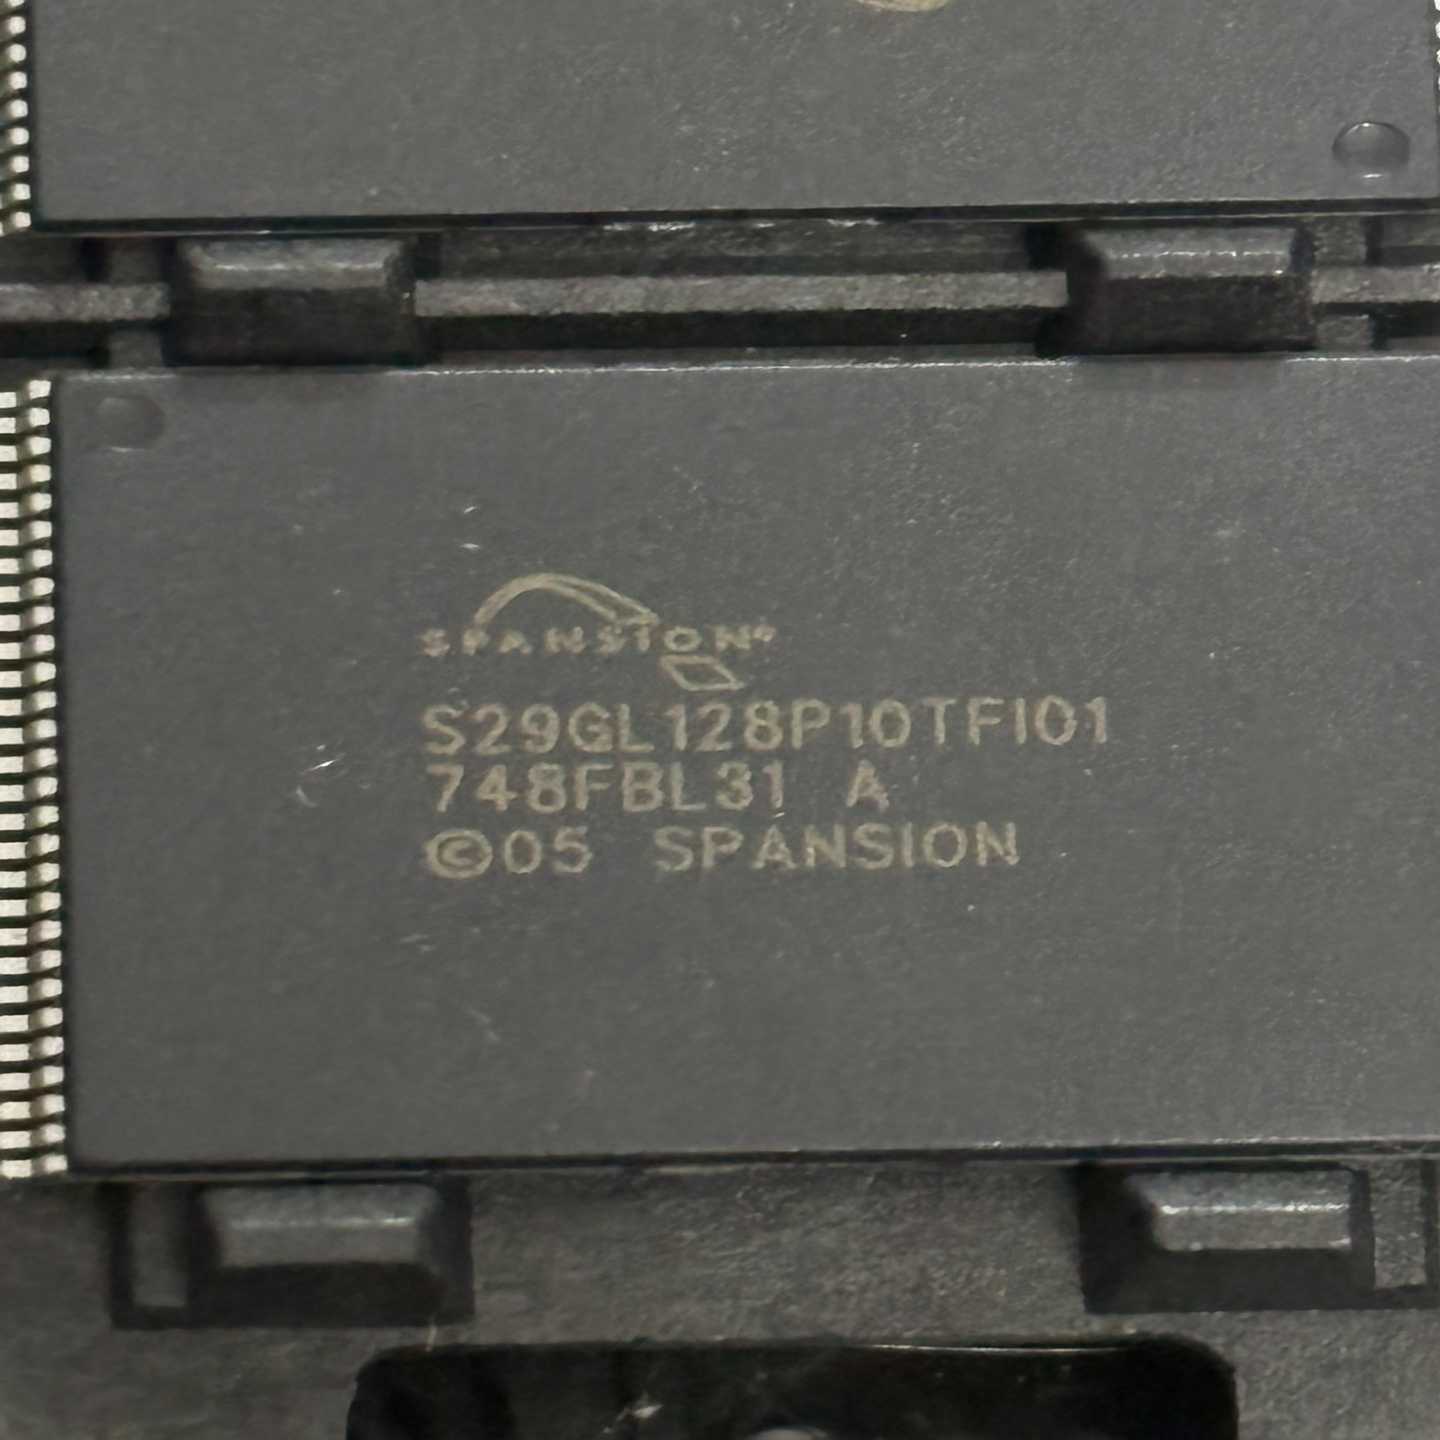 SPANSION®
S29GL128P10TFI01
748FBL31 A
©05 SPANSION